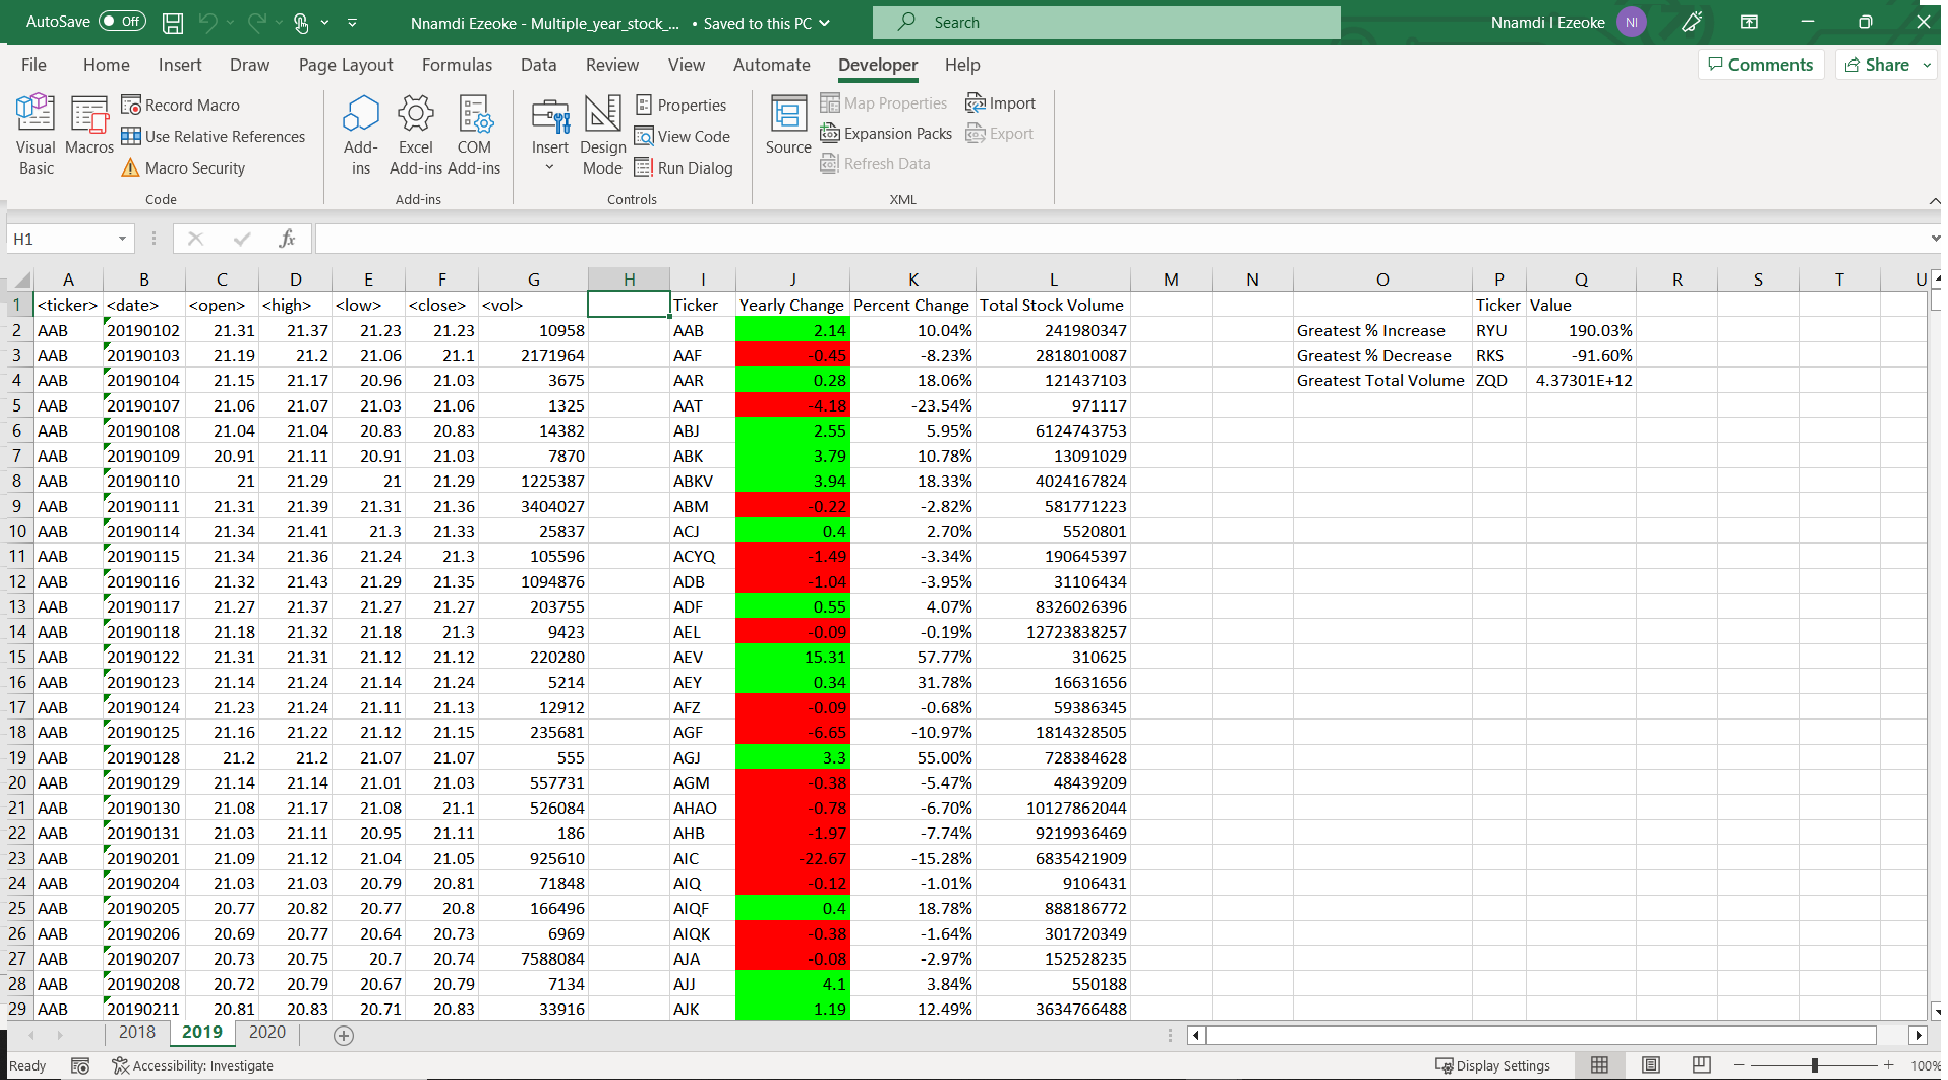 AutoSave Off Nnamdi Ezeoke - Multiple_year_stock_... • Saved to this PC Search Nnamdi I Ezeoke NI
File Home Insert Draw Page Layout Formulas Data Review View Automate Developer Help Comments Share
Visual Basic
Macros
Record Macro
Use Relative References
Macro Security
Code
Add-ins
Excel Add-ins
COM Add-ins
Add-ins
Insert
Design Mode
Properties
View Code
Run Dialog
Controls
Source
Map Properties
Expansion Packs
Refresh Data
Import
Export
XML
H1 fx
A B C D E F G H I J K L M N O P Q R S T U
1 <ticker> <date> <open> <high> <low> <close> <vol> Ticker Yearly Change Percent Change Total Stock Volume Ticker Value
2 AAB 20190102 21.31 21.37 21.23 21.23 10958 AAB 2.14 10.04% 241980347 Greatest % Increase RYU 190.03%
3 AAB 20190103 21.19 21.2 21.06 21.1 2171964 AAF -0.45 -8.23% 2818010087 Greatest % Decrease RKS -91.60%
4 AAB 20190104 21.15 21.17 20.96 21.03 3675 AAR 0.28 18.06% 121437103 Greatest Total Volume ZQD 4.37301E+12
5 AAB 20190107 21.06 21.07 21.03 21.06 1325 AAT -4.18 -23.54% 971117
6 AAB 20190108 21.04 21.04 20.83 20.83 14382 ABJ 2.55 5.95% 6124743753
7 AAB 20190109 20.91 21.11 20.91 21.03 7870 ABK 3.79 10.78% 13091029
8 AAB 20190110 21 21.29 21 21.29 1225387 ABKV 3.94 18.33% 4024167824
9 AAB 20190111 21.31 21.39 21.31 21.36 3404027 ABM -0.22 -2.82% 581771223
10 AAB 20190114 21.34 21.41 21.3 21.33 25837 ACJ 0.4 2.70% 5520801
11 AAB 20190115 21.34 21.36 21.24 21.3 105596 ACYQ -1.49 -3.34% 190645397
12 AAB 20190116 21.32 21.43 21.29 21.35 1094876 ADB -1.04 -3.95% 31106434
13 AAB 20190117 21.27 21.37 21.27 21.27 203755 ADF 0.55 4.07% 8326026396
14 AAB 20190118 21.18 21.32 21.18 21.3 9423 AEL -0.09 -0.19% 12723838257
15 AAB 20190122 21.31 21.31 21.12 21.12 220280 AEV 15.31 57.77% 310625
16 AAB 20190123 21.14 21.24 21.14 21.24 5214 AEY 0.34 31.78% 16631656
17 AAB 20190124 21.23 21.24 21.11 21.13 12912 AFZ -0.09 -0.68% 59386345
18 AAB 20190125 21.16 21.22 21.12 21.15 235681 AGF -6.65 -10.97% 1814328505
19 AAB 20190128 21.2 21.2 21.07 21.07 555 AGJ 3.3 55.00% 728384628
20 AAB 20190129 21.14 21.14 21.01 21.03 557731 AGM -0.38 -5.47% 48439209
21 AAB 20190130 21.08 21.17 21.08 21.1 526084 AHAO -0.78 -6.70% 10127862044
22 AAB 20190131 21.03 21.11 20.95 21.11 186 AHB -1.97 -7.74% 9219936469
23 AAB 20190201 21.09 21.12 21.04 21.05 925610 AIC -22.67 -15.28% 6835421909
24 AAB 20190204 21.03 21.03 20.79 20.81 71848 AIQ -0.12 -1.01% 9106431
25 AAB 20190205 20.77 20.82 20.77 20.8 166496 AIQF 0.4 18.78% 888186772
26 AAB 20190206 20.69 20.77 20.64 20.73 6969 AIQK -0.38 -1.64% 301720349
27 AAB 20190207 20.73 20.75 20.7 20.74 7588084 AJA -0.08 -2.97% 152528235
28 AAB 20190208 20.72 20.79 20.67 20.79 7134 AJJ 4.1 3.84% 550188
29 AAB 20190211 20.81 20.83 20.71 20.83 33916 AJK 1.19 12.49% 3634766488
2018 2019 2020
Ready Accessibility: Investigate Display Settings 100%